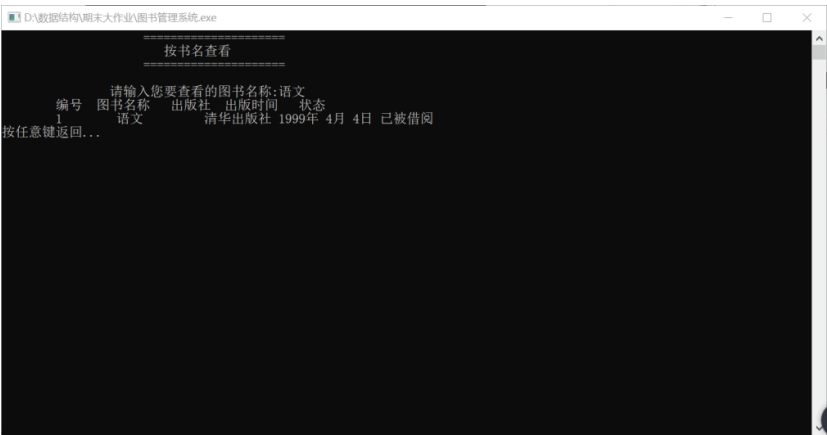 D:\数据结构\期末大作业\图书管理系统.exe
=====================
按书名查看
=====================
请输入您要查看的图书名称:语文
编号 图书名称 出版社 出版时间 状态
1 语文 清华出版社 1999年 4月 4日 已被借阅
按任意键返回...